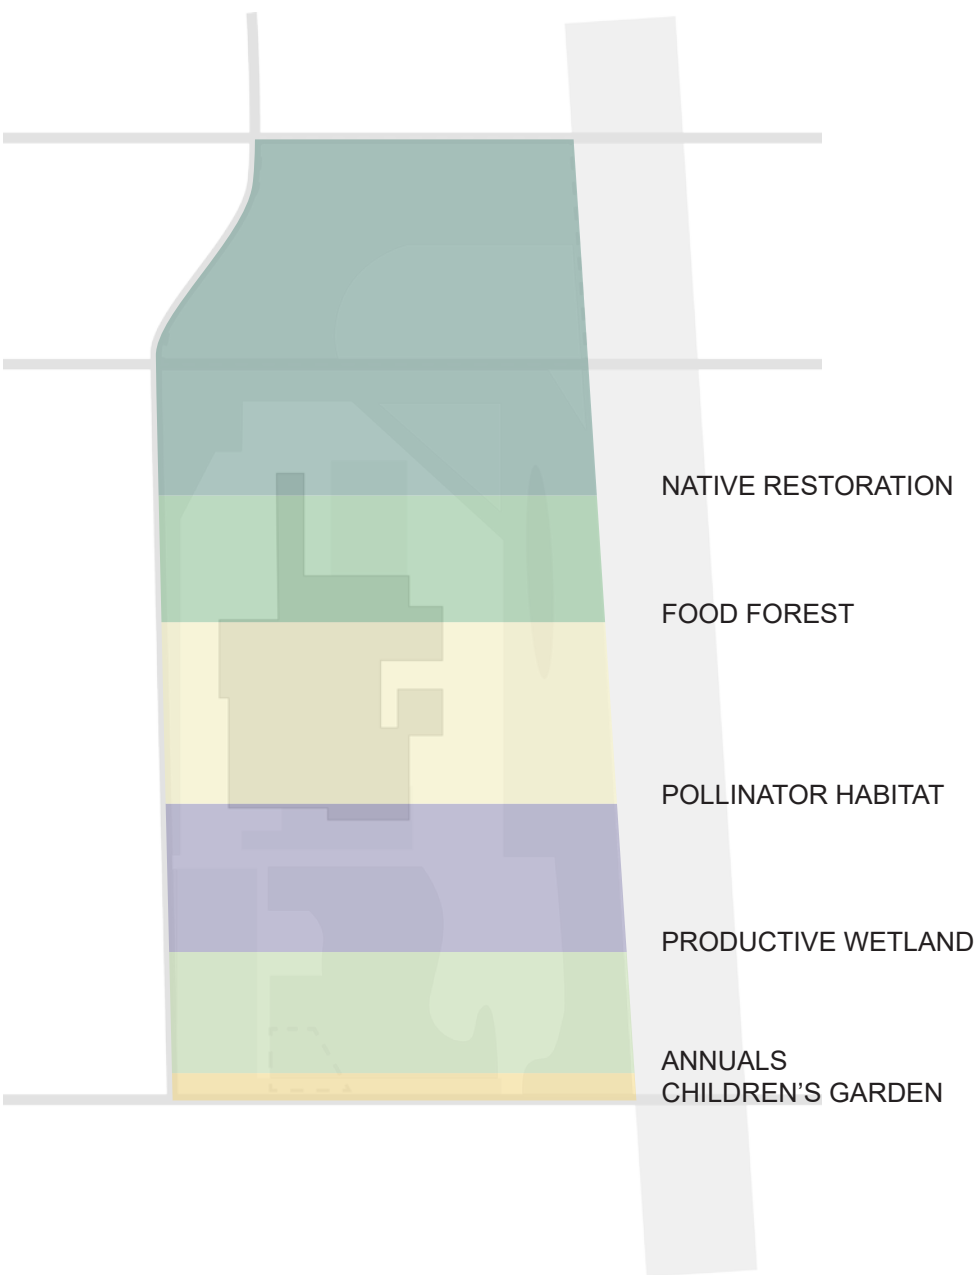 NATIVE RESTORATION
FOOD FOREST
POLLINATOR HABITAT
PRODUCTIVE WETLAND
ANNUALS
CHILDREN’S GARDEN